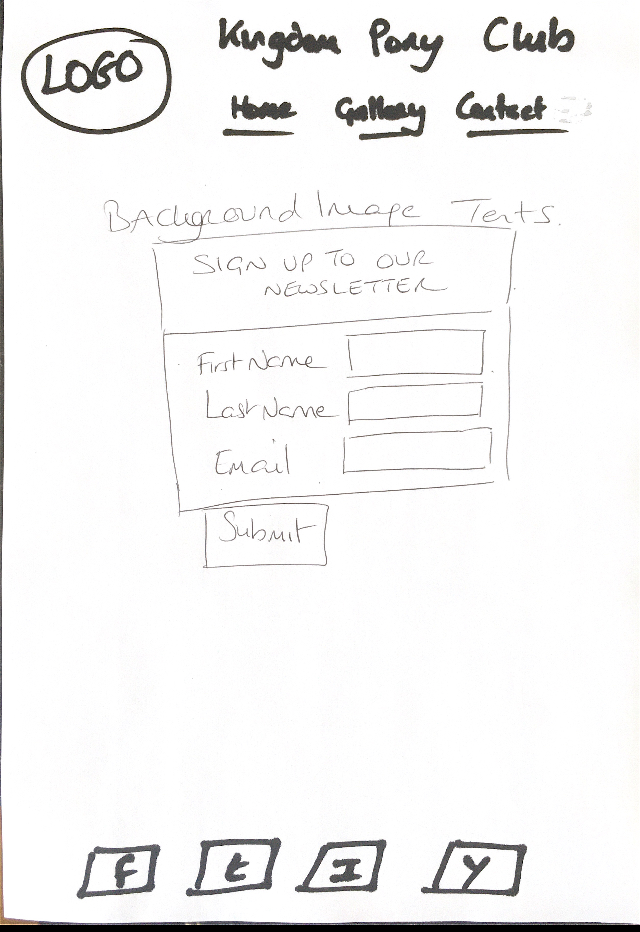 LOGO
Kingdom Pony Club
Home Gallery Contact
Background Image Tents.
SIGN UP TO OUR
NEWSLETTER
First Name
Last Name
Email
Submit
f t I Y